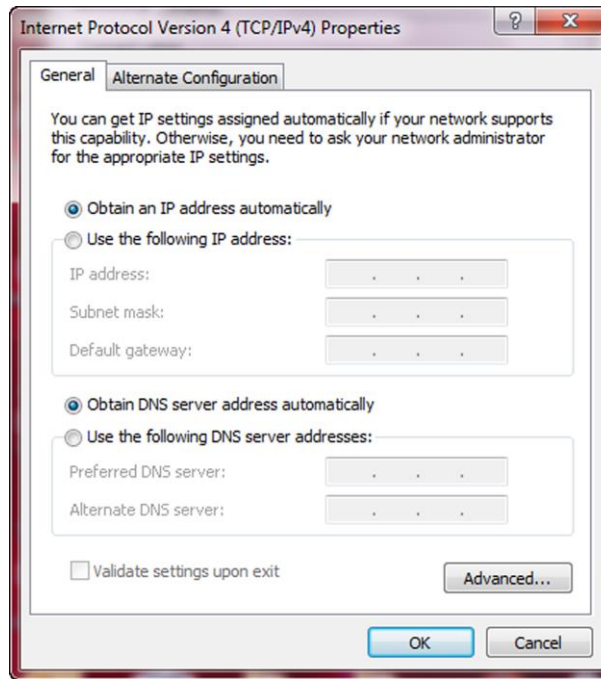 Internet Protocol Version 4 (TCP/IPv4) Properties
General
Alternate Configuration
You can get IP settings assigned automatically if your network supports
this capability. Otherwise, you need to ask your network administrator
for the appropriate IP settings.
Obtain an IP address automatically
Use the following IP address:
IP address:
Subnet mask:
Default gateway:
Obtain DNS server address automatically
Use the following DNS server addresses:
Preferred DNS server:
Alternate DNS server:
Validate settings upon exit
Advanced...
OK
Cancel